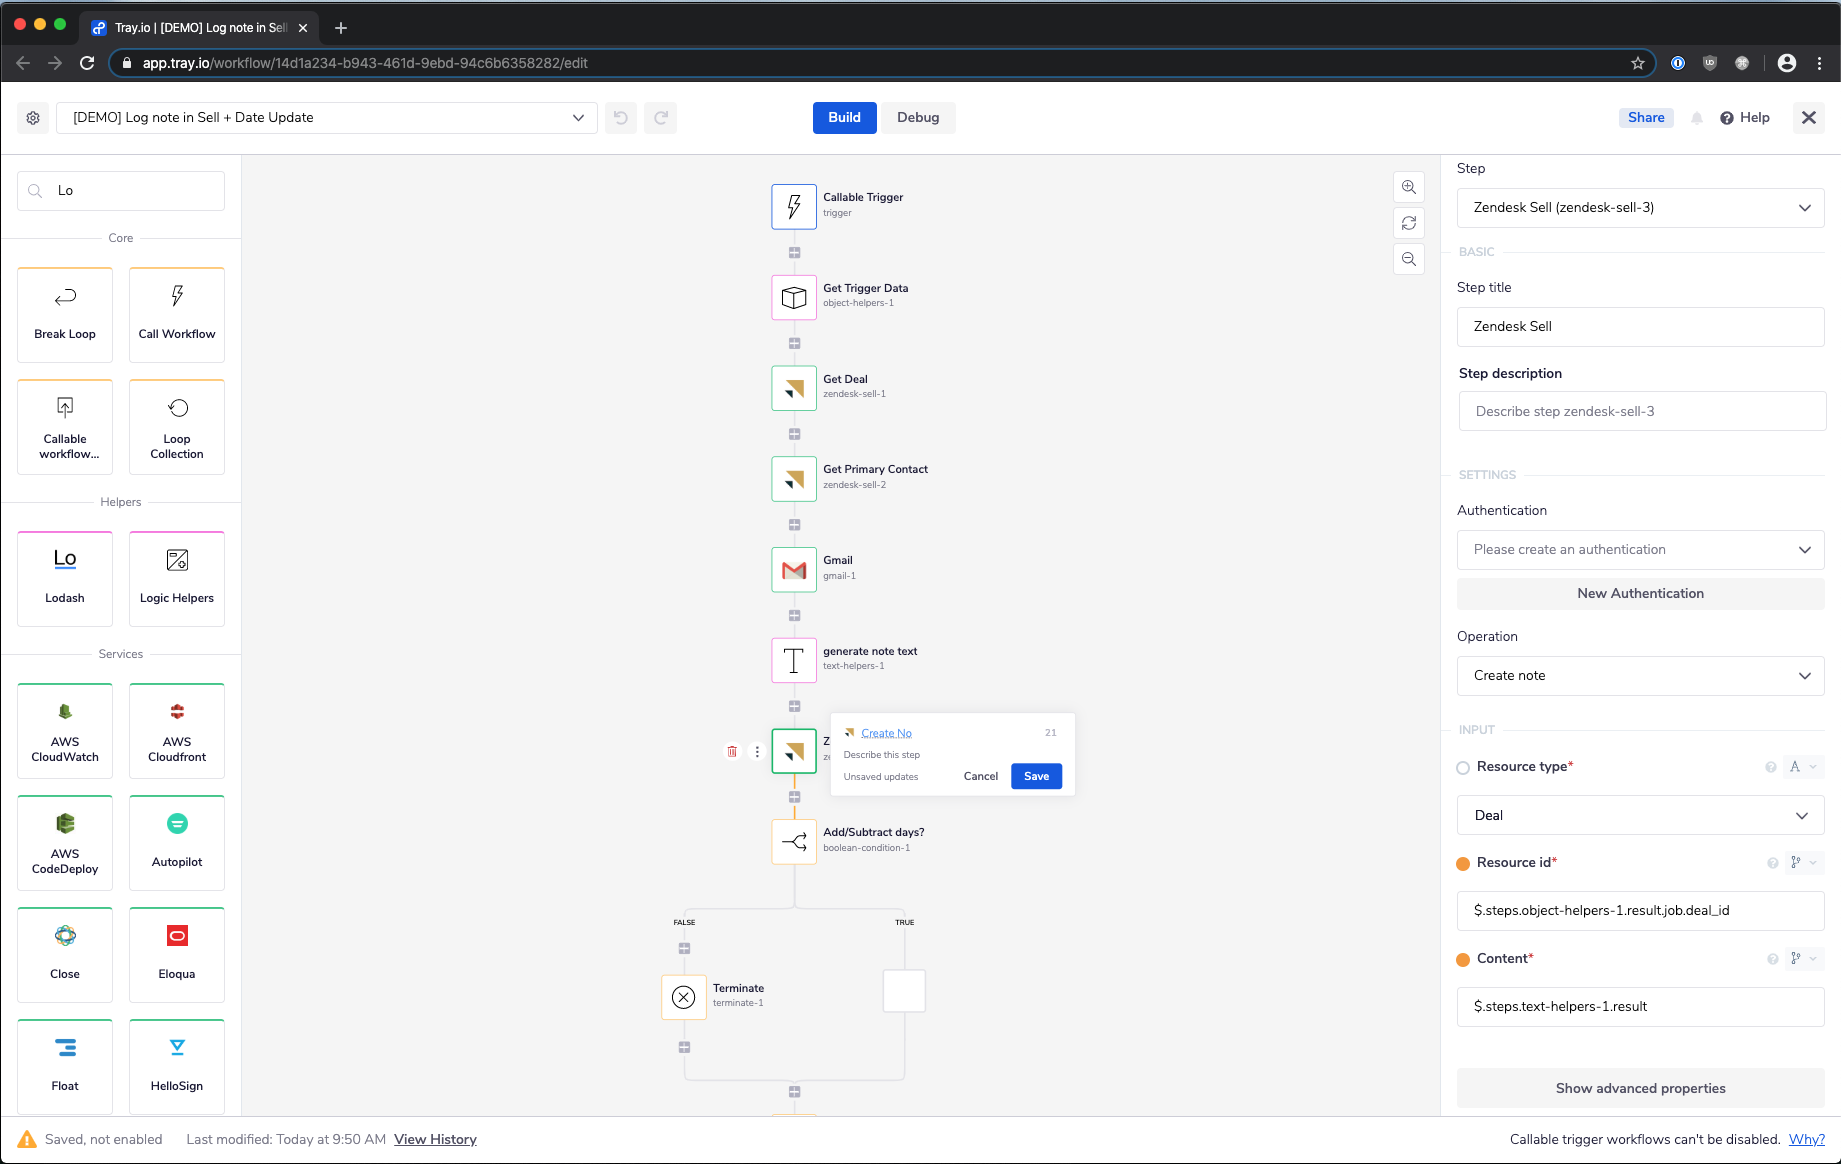 Tray.io | [DEMO] Log note in Sell
app.tray.io/workflow/14d1a234-b943-461d-9ebd-94c6b6358282/edit
[DEMO] Log note in Sell + Date Update
Build
Debug
Share
Help
Lo
Core
Break Loop
Call Workflow
Callable
workflow...
Loop
Collection
Helpers
Lo
Lodash
Logic Helpers
Services
AWS
CloudWatch
AWS
Cloudfront
AWS
CodeDeploy
Autopilot
Close
Eloqua
Float
HelloSign
Callable Trigger
trigger
Get Trigger Data
object-helpers-1
Get Deal
zendesk-sell-1
Get Primary Contact
zendesk-sell-2
Gmail
gmail-1
generate note text
text-helpers-1
Z
ze
Create No
21
Describe this step
Unsaved updates
Cancel
Save
Add/Subtract days?
boolean-condition-1
FALSE
TRUE
Terminate
terminate-1
Step
Zendesk Sell (zendesk-sell-3)
BASIC
Step title
Zendesk Sell
Step description
Describe step zendesk-sell-3
SETTINGS
Authentication
Please create an authentication
New Authentication
Operation
Create note
INPUT
Resource type*
A
Deal
Resource id*
$.steps.object-helpers-1.result.job.deal_id
Content*
$.steps.text-helpers-1.result
Show advanced properties
Saved, not enabled
Last modified: Today at 9:50 AM
View History
Callable trigger workflows can't be disabled.
Why?